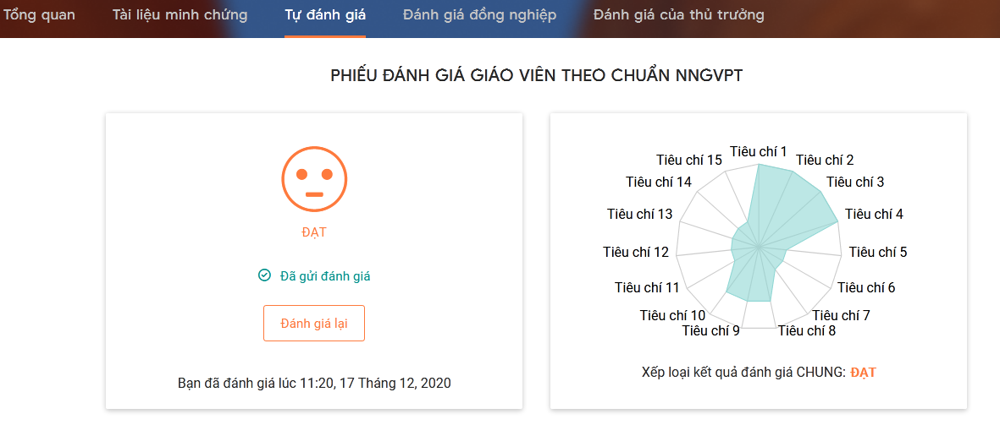 Tổng quan Tài liệu minh chứng Tự đánh giá Đánh giá đồng nghiệp Đánh giá của thủ trưởng
PHIẾU ĐÁNH GIÁ GIÁO VIÊN THEO CHUẨN NNGVPT
ĐẠT
Đã gửi đánh giá
Đánh giá lại
Bạn đã đánh giá lúc 11:20, 17 Tháng 12, 2020
Tiêu chí 1
Tiêu chí 2
Tiêu chí 3
Tiêu chí 4
Tiêu chí 5
Tiêu chí 6
Tiêu chí 7
Tiêu chí 8
Tiêu chí 9
Tiêu chí 10
Tiêu chí 11
Tiêu chí 12
Tiêu chí 13
Tiêu chí 14
Tiêu chí 15
Xếp loại kết quả đánh giá CHUNG: ĐẠT